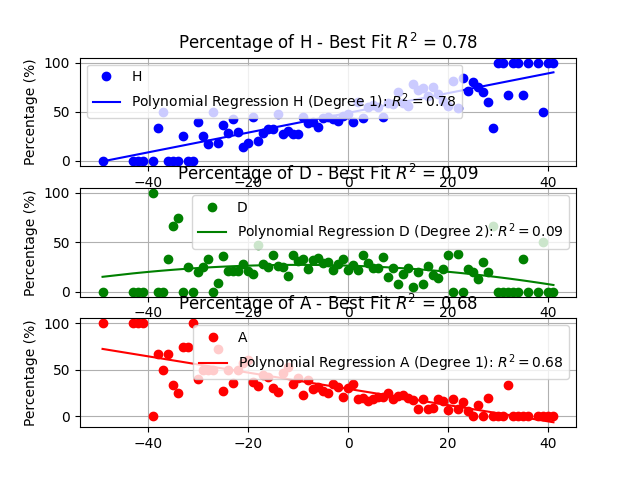 Percentage of H - Best Fit R² = 0.78
Percentage (%)
100
50
0
H
Polynomial Regression H (Degree 1): R² = 0.78
−40 −20 0 20 40
Percentage of D - Best Fit R² = 0.09
Percentage (%)
100
50
0
D
Polynomial Regression D (Degree 2): R² = 0.09
−40 −20 0 20 40
Percentage of A - Best Fit R² = 0.68
Percentage (%)
100
50
0
A
Polynomial Regression A (Degree 1): R² = 0.68
−40 −20 0 20 40